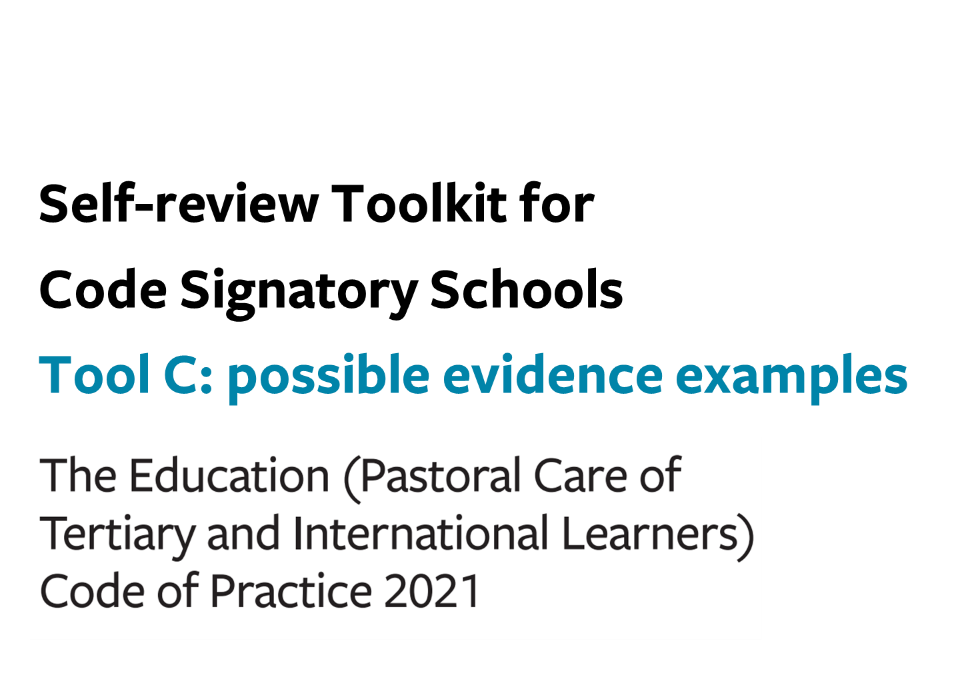 Self-review Toolkit for
Code Signatory Schools
Tool C: possible evidence examples
The Education (Pastoral Care of
Tertiary and International Learners)
Code of Practice 2021